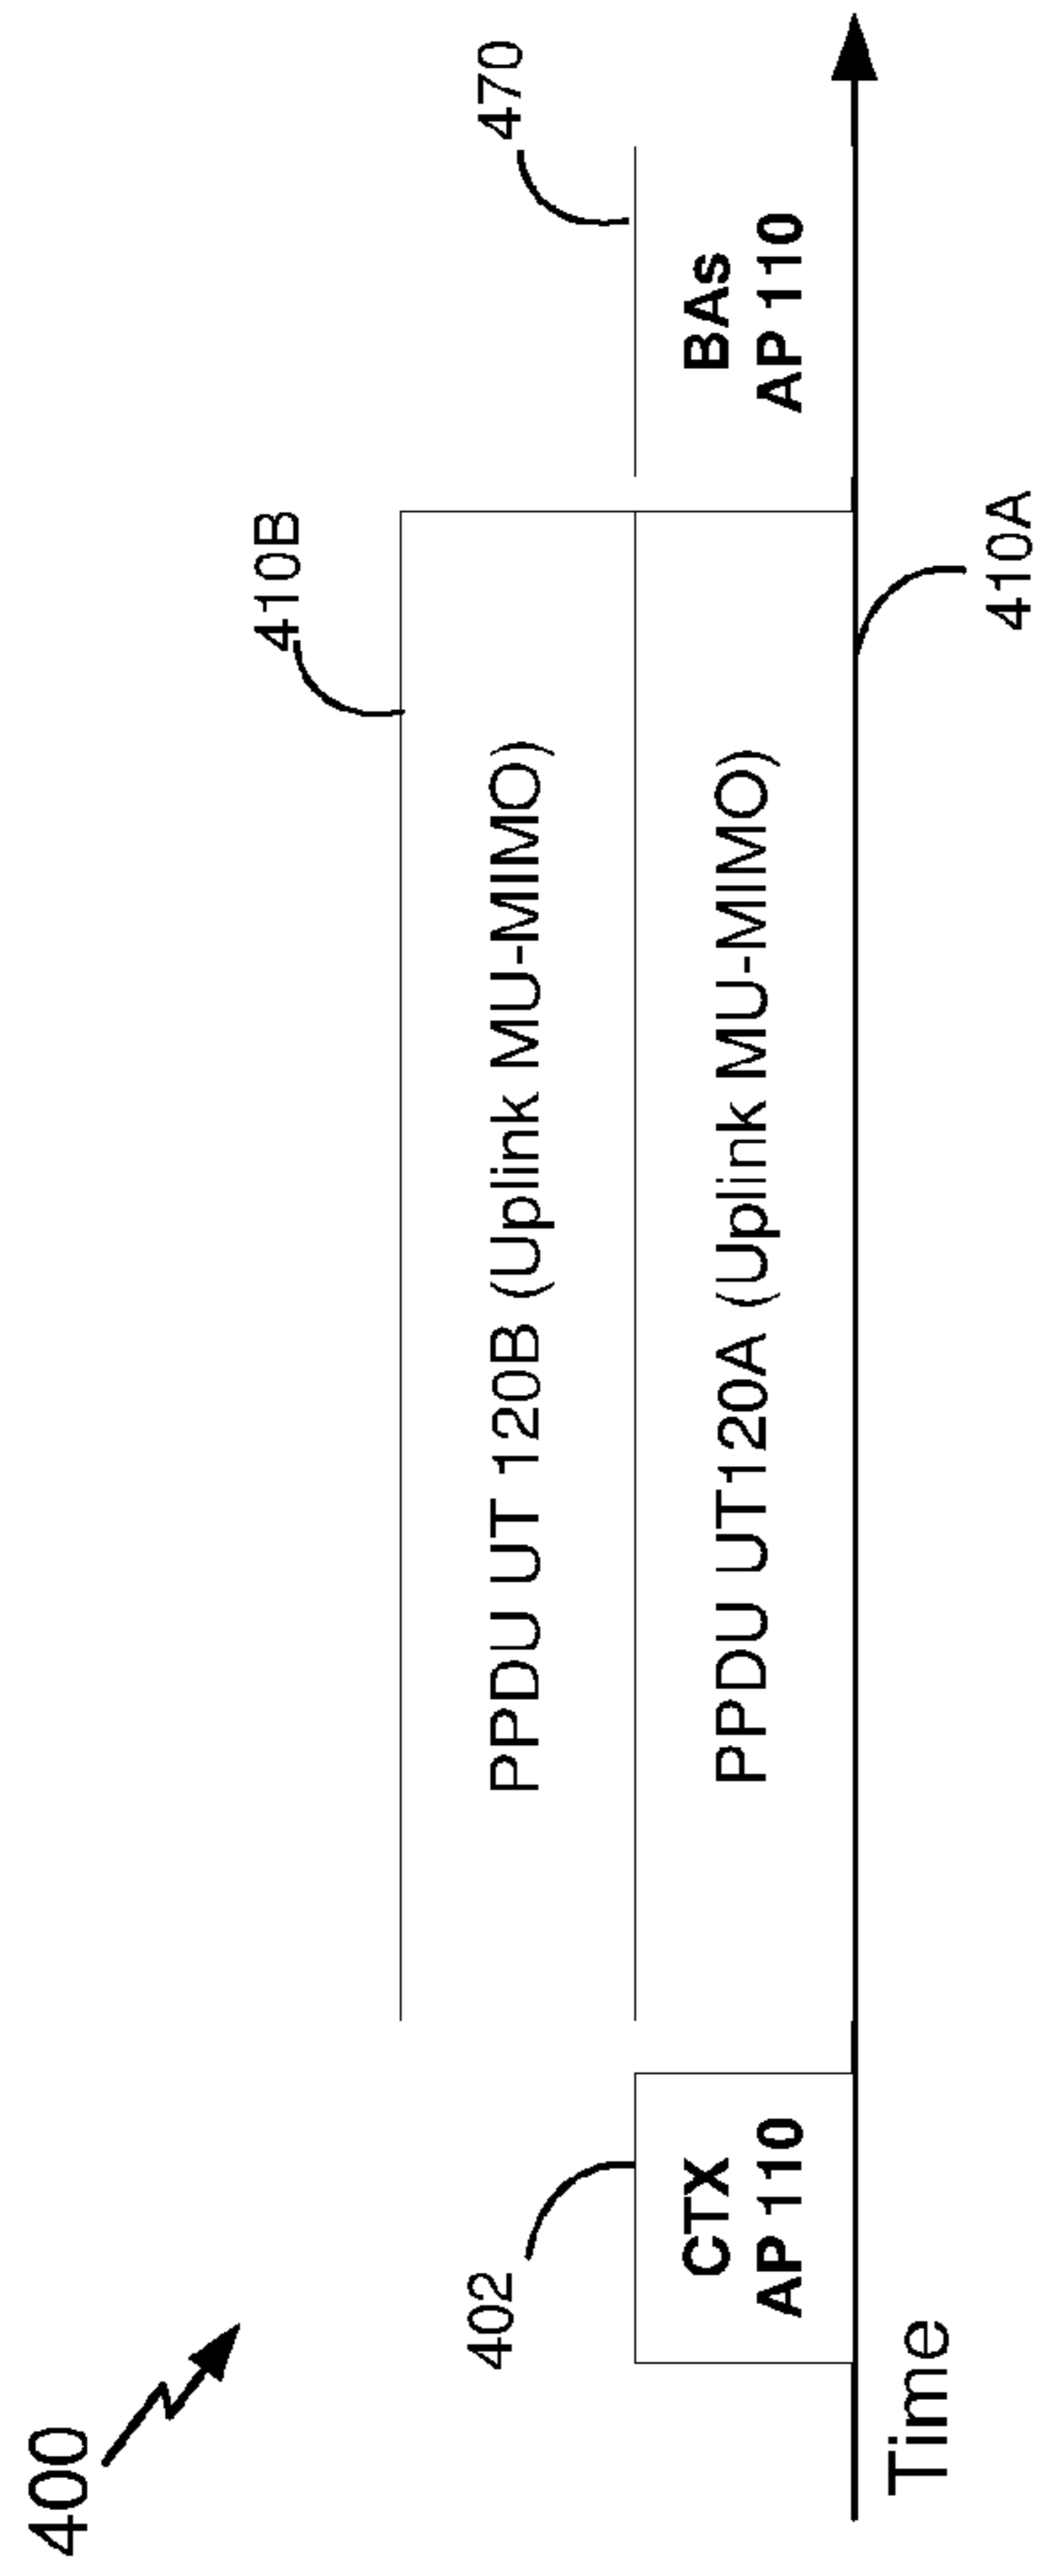 400
410B
470
402
PPDU UT 120B (Uplink MU-MIMO)
CTX
AP 110
PPDU UT120A (Uplink MU-MIMO)
BAs
AP 110
Time
410A